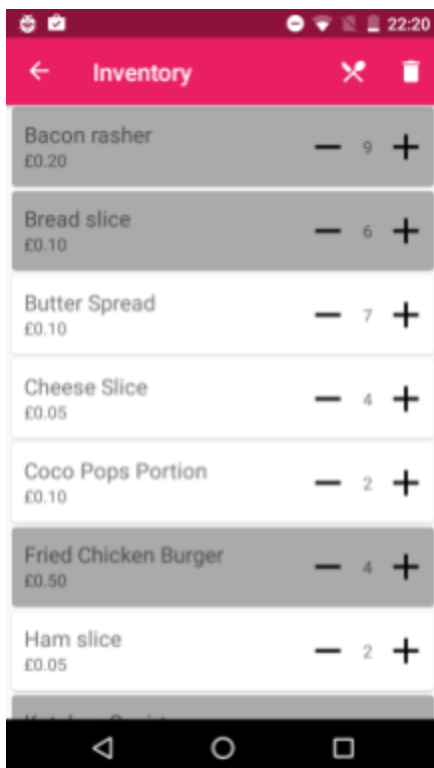 22:20
Inventory
Bacon rasher
£0.20
9
Bread slice
£0.10
6
Butter Spread
£0.10
7
Cheese Slice
£0.05
4
Coco Pops Portion
£0.10
2
Fried Chicken Burger
£0.50
4
Ham slice
£0.05
2